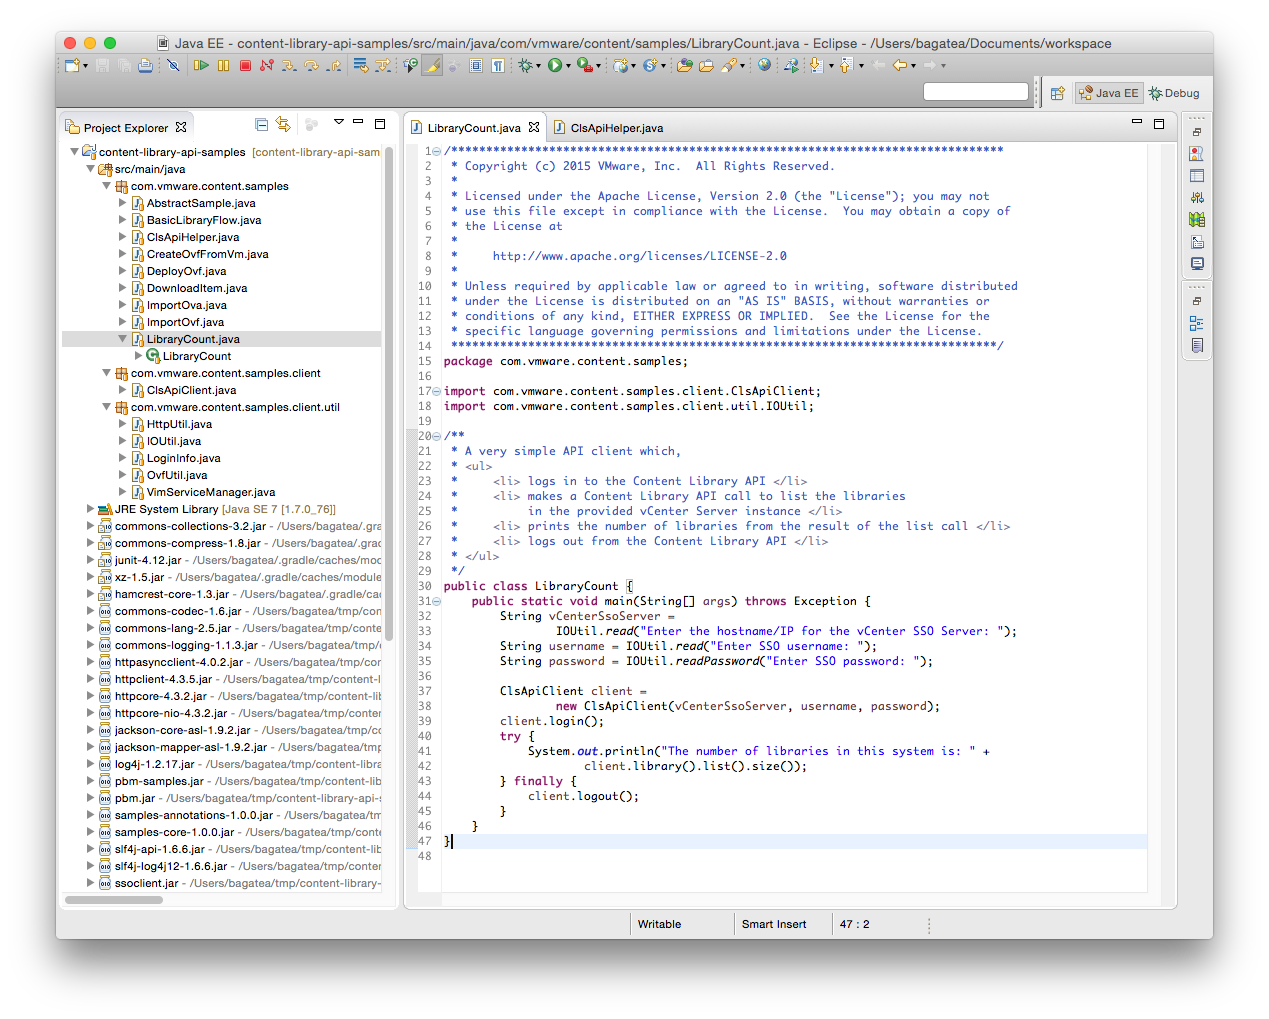 Java EE - content-library-api-samples/src/main/java/com/vmware/content/samples/LibraryCount.java - Eclipse - /Users/bagatea/Documents/workspace
Java EE
Debug
Project Explorer
content-library-api-samples [content-library-api-sam
src/main/java
com.vmware.content.samples
AbstractSample.java
BasicLibraryFlow.java
ClsApiHelper.java
CreateOvfFromVm.java
DeployOvf.java
DownloadItem.java
ImportOva.java
ImportOvf.java
LibraryCount.java
LibraryCount
com.vmware.content.samples.client
ClsApiClient.java
com.vmware.content.samples.client.util
HttpUtil.java
IOUtil.java
LoginInfo.java
OvfUtil.java
VimServiceManager.java
JRE System Library [Java SE 7 [1.7.0_76]]
commons-collections-3.2.jar - /Users/bagatea/.gra
commons-compress-1.8.jar - /Users/bagatea/.grad
junit-4.12.jar - /Users/bagatea/.gradle/caches/moc
xz-1.5.jar - /Users/bagatea/.gradle/caches/module
hamcrest-core-1.3.jar - /Users/bagatea/.gradle/ca
commons-codec-1.6.jar - /Users/bagatea/tmp/cont
commons-lang-2.5.jar - /Users/bagatea/tmp/conte
commons-logging-1.1.3.jar - /Users/bagatea/tmp/c
httpasyncclient-4.0.2.jar - /Users/bagatea/tmp/cor
httpclient-4.3.5.jar - /Users/bagatea/tmp/content-l
httpcore-4.3.2.jar - /Users/bagatea/tmp/content-lib
httpcore-nio-4.3.2.jar - /Users/bagatea/tmp/conten
jackson-core-asl-1.9.2.jar - /Users/bagatea/tmp/cc
jackson-mapper-asl-1.9.2.jar - /Users/bagatea/tmp
log4j-1.2.17.jar - /Users/bagatea/tmp/content-libra
pbm-samples.jar - /Users/bagatea/tmp/content-lib
pbm.jar - /Users/bagatea/tmp/content-library-api-s
samples-annotations-1.0.0.jar - /Users/bagatea/tm
samples-core-1.0.0.jar - /Users/bagatea/tmp/conte
slf4j-api-1.6.6.jar - /Users/bagatea/tmp/content-lib
slf4j-log4j12-1.6.6.jar - /Users/bagatea/tmp/conter
ssoclient.jar - /Users/bagatea/tmp/content-library-
LibraryCount.java
ClsApiHelper.java
1 /******************************************************************************
2 * Copyright (c) 2015 VMware, Inc.  All Rights Reserved.
3 *
4 * Licensed under the Apache License, Version 2.0 (the "License"); you may not
5 * use this file except in compliance with the License.  You may obtain a copy of
6 * the License at
7 *
8 *     http://www.apache.org/licenses/LICENSE-2.0
9 *
10 * Unless required by applicable law or agreed to in writing, software distributed
11 * under the License is distributed on an "AS IS" BASIS, without warranties or
12 * conditions of any kind, EITHER EXPRESS OR IMPLIED.  See the License for the
13 * specific language governing permissions and limitations under the License.
14 ******************************************************************************/
15 package com.vmware.content.samples;
16
17 import com.vmware.content.samples.client.ClsApiClient;
18 import com.vmware.content.samples.client.util.IOUtil;
19
20 /**
21 * A very simple API client which,
22 * <ul>
23 *     <li> logs in to the Content Library API </li>
24 *     <li> makes a Content Library API call to list the libraries
25 *          in the provided vCenter Server instance </li>
26 *     <li> prints the number of libraries from the result of the list call </li>
27 *     <li> logs out from the Content Library API </li>
28 * </ul>
29 */
30 public class LibraryCount {
31     public static void main(String[] args) throws Exception {
32         String vCenterSsoServer =
33                 IOUtil.read("Enter the hostname/IP for the vCenter SSO Server: ");
34         String username = IOUtil.read("Enter SSO username: ");
35         String password = IOUtil.readPassword("Enter SSO password: ");
36
37         ClsApiClient client =
38                 new ClsApiClient(vCenterSsoServer, username, password);
39         client.login();
40         try {
41             System.out.println("The number of libraries in this system is: " +
42                     client.library().list().size());
43         } finally {
44             client.logout();
45         }
46     }
47 }
48
Writable
Smart Insert
47 : 2